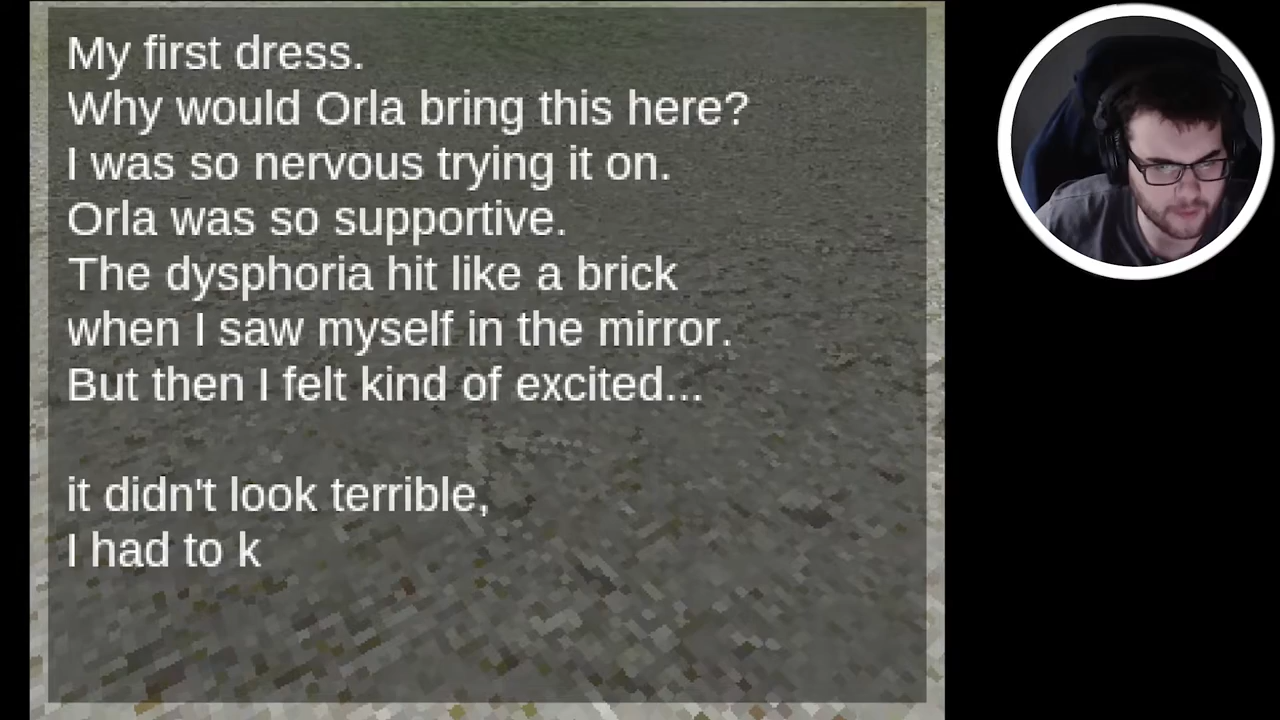 My first dress.
Why would Orla bring this here?
I was so nervous trying it on.
Orla was so supportive.
The dysphoria hit like a brick
when I saw myself in the mirror.
But then I felt kind of excited...
it didn't look terrible,
I had to k